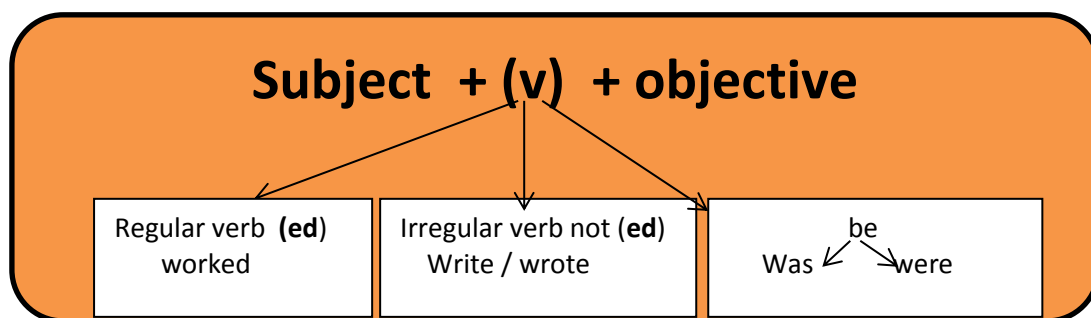 Subject + (v) + objective
Regular verb (ed)
worked
Irregular verb not (ed)
Write / wrote
be
Was were